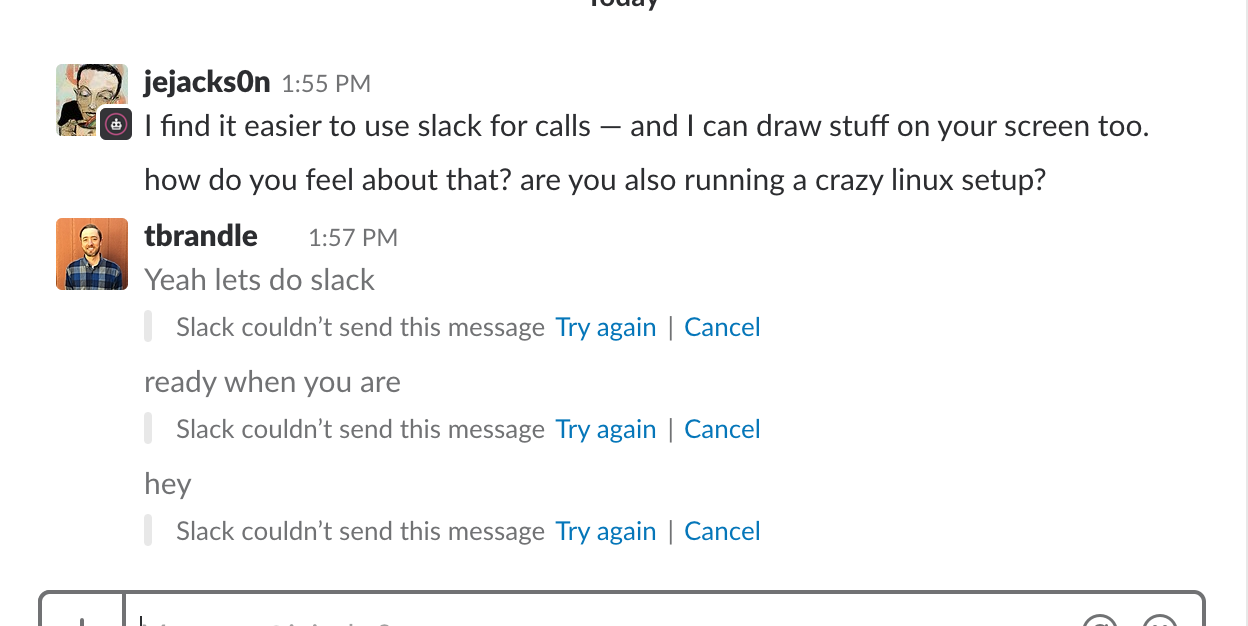 Today
jejacks0n 1:55 PM
I find it easier to use slack for calls — and I can draw stuff on your screen too.
how do you feel about that? are you also running a crazy linux setup?
tbrandle 1:57 PM
Yeah lets do slack
Slack couldn’t send this message Try again | Cancel
ready when you are
Slack couldn’t send this message Try again | Cancel
hey
Slack couldn’t send this message Try again | Cancel